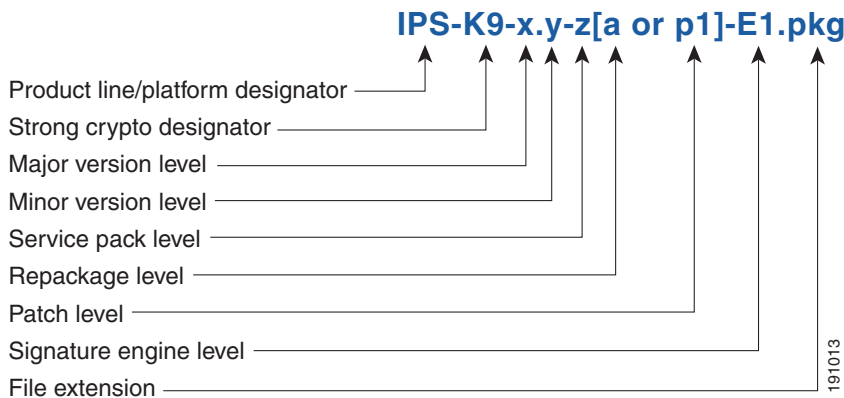 IPS-K9-x.y-z[a or p1]-E1.pkg
Product line/platform designator
Strong crypto designator
Major version level
Minor version level
Service pack level
Repackage level
Patch level
Signature engine level
File extension
191013